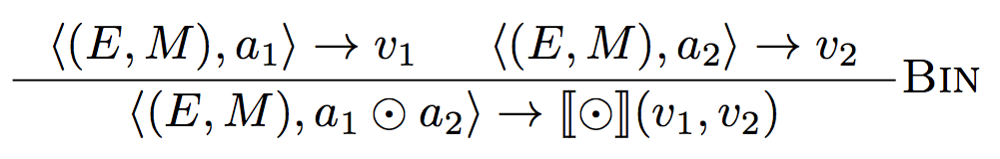 ⟨(E, M), a₁⟩ → v₁ ⟨(E, M), a₂⟩ → v₂
BIN
⟨(E, M), a₁ ⊙ a₂⟩ → ⟦⊙⟧(v₁, v₂)